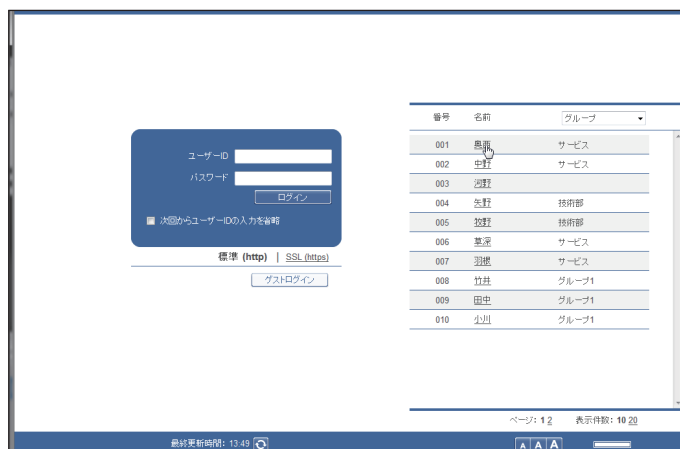 ユーザーID
パスワード
ログイン
次回からユーザーIDの入力を省略
標準 (http) | SSL (https)
ゲストログイン
番号 名前 グループ
001 サービス
002 中野 サービス
003 河野
004 矢野 技術部
005 牧野 技術部
006 草深 サービス
007 羽根 サービス
008 竹井 グループ1
009 田中 グループ1
010 小川 グループ1
ページ: 1 2 表示件数: 10 20
最終更新時間: 13:49
A A A